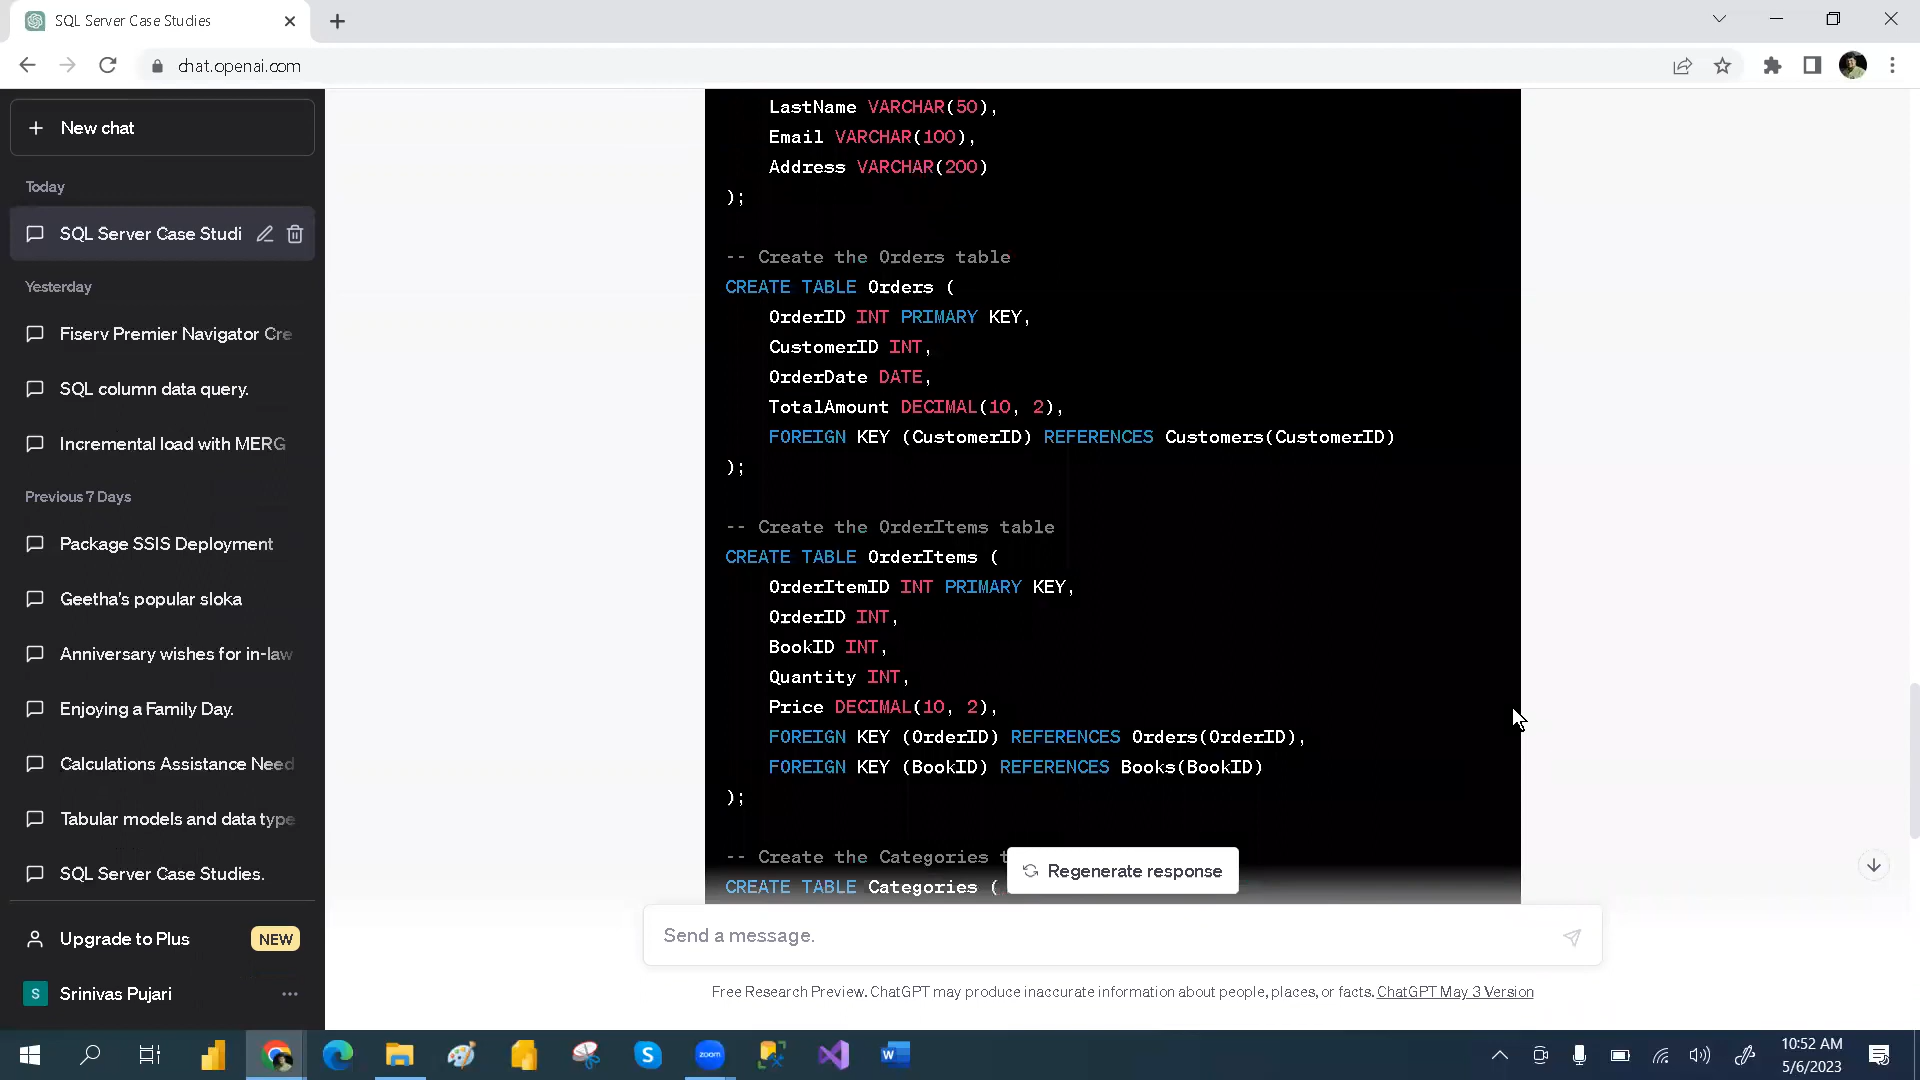 SQL Server Case Studies
chat.openai.com
New chat
Today
SQL Server Case Studi
Yesterday
Fiserv Premier Navigator Cre
SQL column data query.
Incremental load with MERG
Previous 7 Days
Package SSIS Deployment
Geetha's popular sloka
Anniversary wishes for in-law
Enjoying a Family Day.
Calculations Assistance Need
Tabular models and data type
SQL Server Case Studies.
Upgrade to Plus NEW
S Srinivas Pujari
LastName VARCHAR(50),
Email VARCHAR(100),
Address VARCHAR(200)
);
-- Create the Orders table
CREATE TABLE Orders (
OrderID INT PRIMARY KEY,
CustomerID INT,
OrderDate DATE,
TotalAmount DECIMAL(10, 2),
FOREIGN KEY (CustomerID) REFERENCES Customers(CustomerID)
);
-- Create the OrderItems table
CREATE TABLE OrderItems (
OrderItemID INT PRIMARY KEY,
OrderID INT,
BookID INT,
Quantity INT,
Price DECIMAL(10, 2),
FOREIGN KEY (OrderID) REFERENCES Orders(OrderID),
FOREIGN KEY (BookID) REFERENCES Books(BookID)
);
-- Create the Categories t
CREATE TABLE Categories (
Regenerate response
Send a message.
Free Research Preview. ChatGPT may produce inaccurate information about people, places, or facts. ChatGPT May 3 Version
S
zoom
W
10:52 AM
5/6/2023